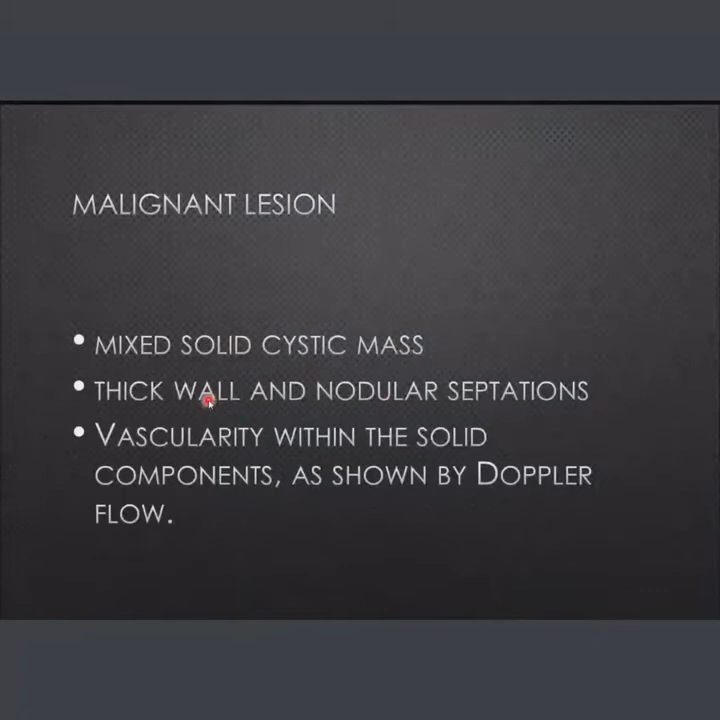 MALIGNANT LESION
• MIXED SOLID CYSTIC MASS
• THICK WALL AND NODULAR SEPTATIONS
• VASCULARITY WITHIN THE SOLID
COMPONENTS, AS SHOWN BY DOPPLER
FLOW.